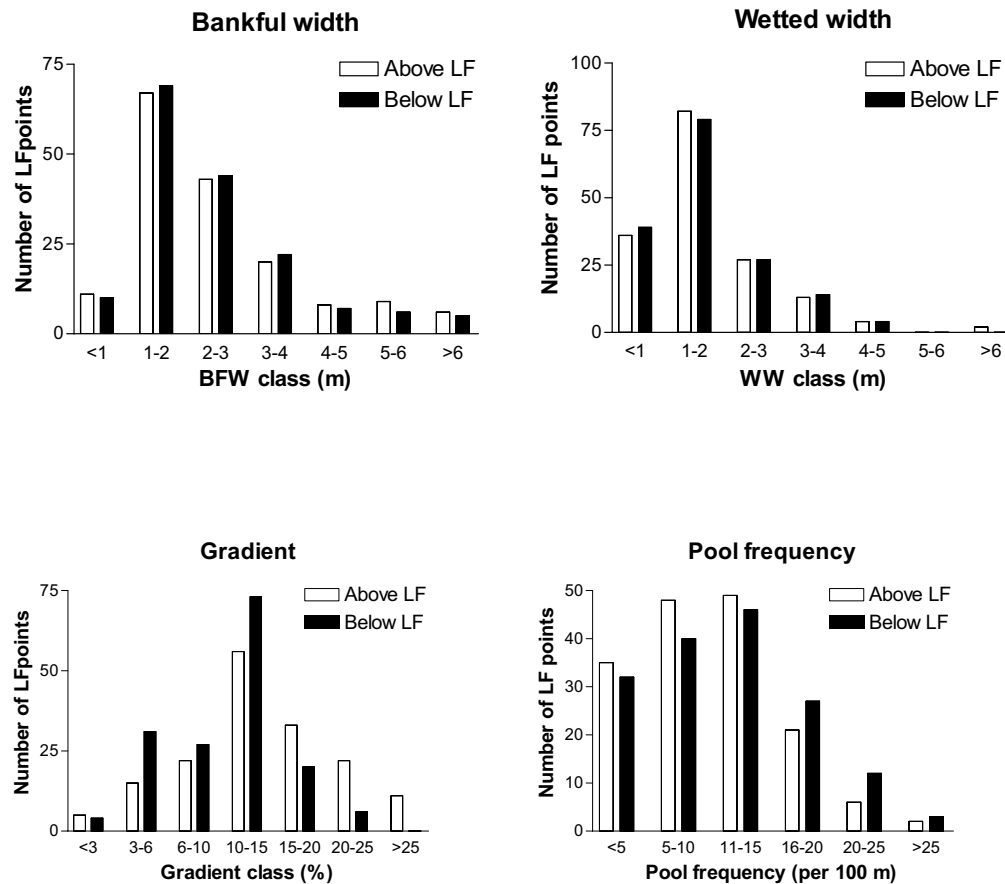 Bankful width
Above LF
Below LF
Number of LFpoints
75
50
25
0
<1 1-2 2-3 3-4 4-5 5-6 >6
BFW class (m)
Wetted width
Above LF
Below LF
Number of LF points
100
75
50
25
0
<1 1-2 2-3 3-4 4-5 5-6 >6
WW class (m)
Gradient
Above LF
Below LF
Number of LFpoints
75
50
25
0
<3 3-6 6-10 10-15 15-20 20-25 >25
Gradient class (%)
Pool frequency
Above LF
Below LF
Number of LF points
50
40
30
20
10
0
<5 5-10 11-15 16-20 20-25 >25
Pool frequency (per 100 m)